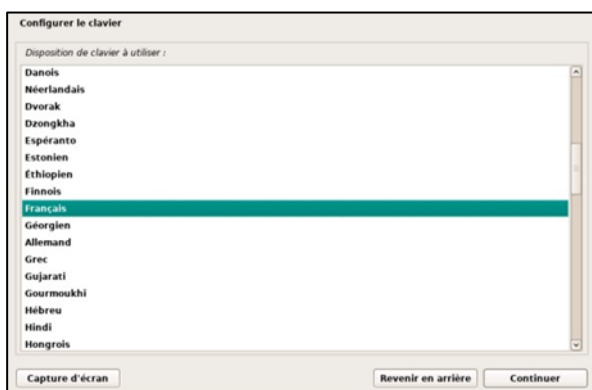 Configurer le clavier
Disposition de clavier à utiliser :
Danois
Néerlandais
Dvorak
Dzongkha
Espéranto
Estonien
Éthiopien
Finnois
Français
Géorgien
Allemand
Grec
Gujarati
Gourmoukhi
Hébreu
Hindi
Hongrois
Capture d'écran Revenir en arrière Continuer